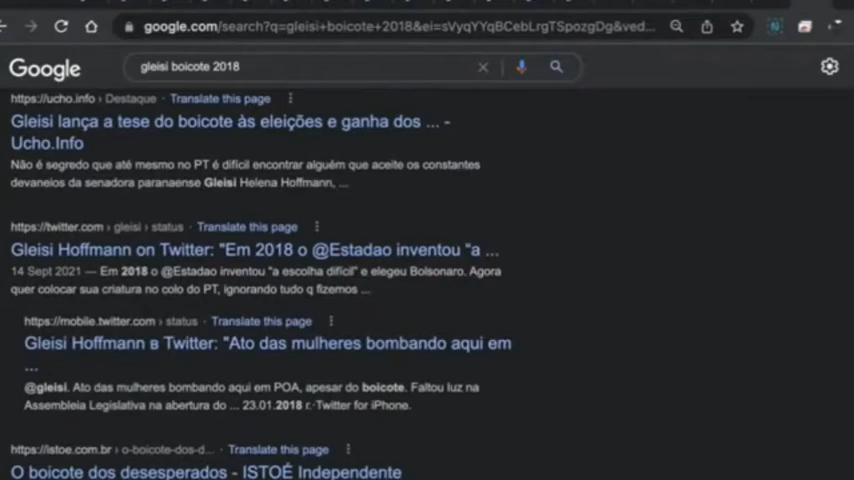 google.com/search?q=gleisi+boicote+2018&ei=sVyqYYqBCebLrgTSpozgDg&ved...
Google
gleisi boicote 2018
https://ucho.info › Destaque · Translate this page
Gleisi lança a tese do boicote às eleições e ganha dos ... -
Ucho.Info
Não é segredo que até mesmo no PT é difícil encontrar alguém que aceite os constantes
devaneios da senadora paranaense Gleisi Helena Hoffmann, ...
https://twitter.com › gleisi › status · Translate this page
Gleisi Hoffmann on Twitter: "Em 2018 o @Estadao inventou "a ...
14 Sept 2021 — Em 2018 o @Estadao inventou "a escolha difícil" e elegeu Bolsonaro. Agora
quer colocar sua criatura no colo do PT, ignorando tudo q fizemos ...
https://mobile.twitter.com › status · Translate this page
Gleisi Hoffmann в Twitter: "Ato das mulheres bombando aqui em
...
@gleisi. Ato das mulheres bombando aqui em POA, apesar do boicote. Faltou luz na
Assembleia Legislativa na abertura do ... 23.01.2018 г.·Twitter for iPhone.
https://istoe.com.br › o-boicote-dos-d... · Translate this page
O boicote dos desesperados - ISTOÉ Independente